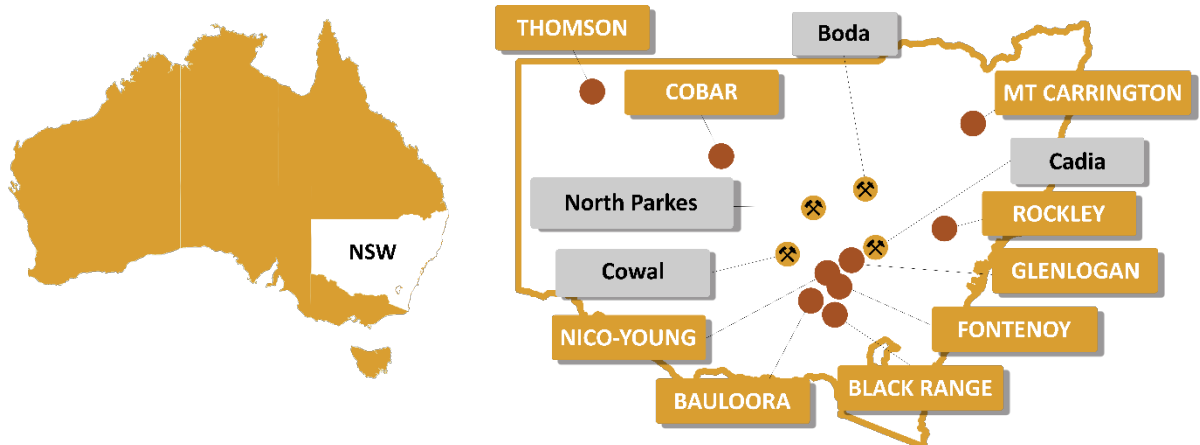 NSW
THOMSON
Boda
COBAR
MT CARRINGTON
Cadia
North Parkes
ROCKLEY
Cowal
GLENLOGAN
NICO-YOUNG
FONTENOY
BAULOORA
BLACK RANGE